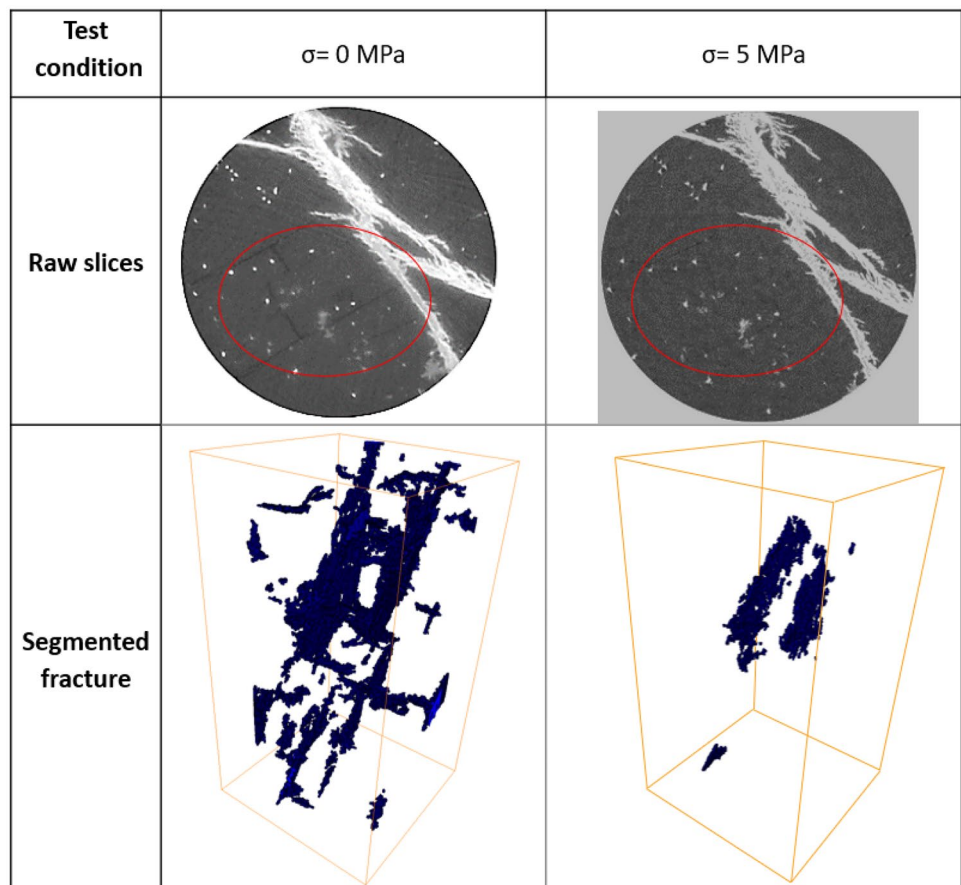 Test
condition
σ= 0 MPa
σ= 5 MPa
Raw slices
Segmented
fracture